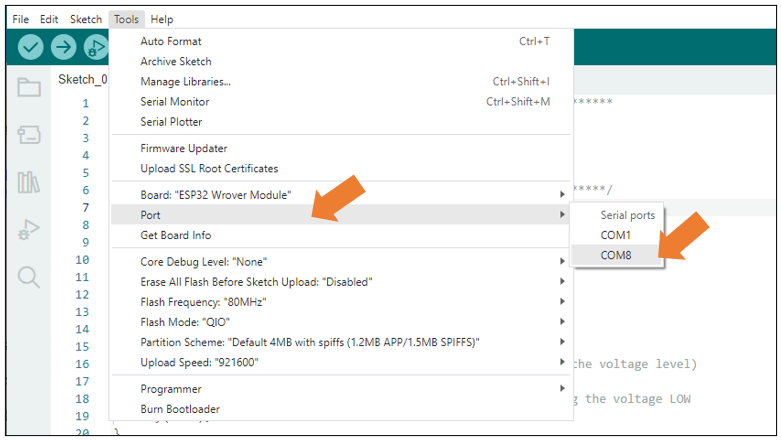 File Edit Sketch Tools Help
Sketch_0
Auto Format Ctrl+T
Archive Sketch
Manage Libraries... Ctrl+Shift+I
Serial Monitor Ctrl+Shift+M
Serial Plotter
Firmware Updater
Upload SSL Root Certificates
Board: "ESP32 Wrover Module"
Port
Get Board Info
Core Debug Level: "None"
Erase All Flash Before Sketch Upload: "Disabled"
Flash Frequency: "80MHz"
Flash Mode: "QIO"
Partition Scheme: "Default 4MB with spiffs (1.2MB APP/1.5MB SPIFFS)"
Upload Speed: "921600"
Programmer
Burn Bootloader
Serial ports
COM1
COM8
1 ******
2
3
4
5
6 *****/
7
8
9
10
11
12
13
14
15
16 the voltage level)
17
18 g the voltage LOW
19
20 }